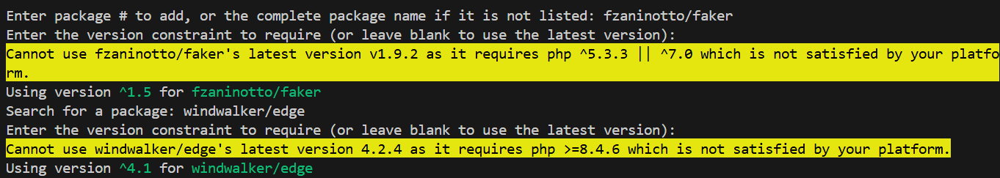 Enter package # to add, or the complete package name if it is not listed: fzaninotto/faker
Enter the version constraint to require (or leave blank to use the latest version):
Cannot use fzaninotto/faker's latest version v1.9.2 as it requires php ^5.3.3 || ^7.0 which is not satisfied by your platfo
rm.
Using version ^1.5 for fzaninotto/faker
Search for a package: windwalker/edge
Enter the version constraint to require (or leave blank to use the latest version):
Cannot use windwalker/edge's latest version 4.2.4 as it requires php >=8.4.6 which is not satisfied by your platform.
Using version ^4.1 for windwalker/edge